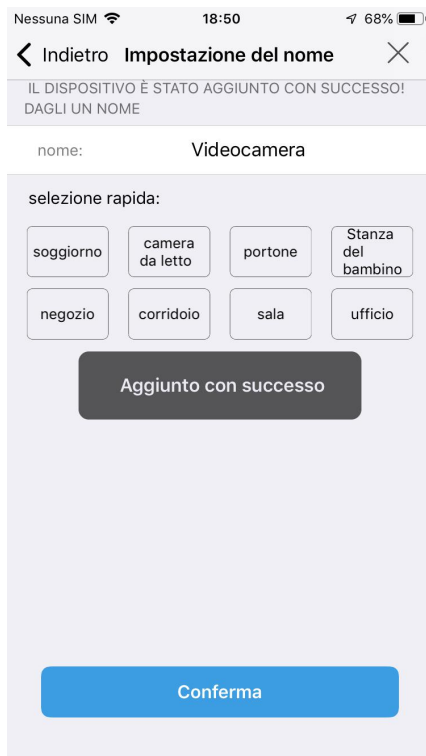 Nessuna SIM 18:50 68%
Indietro Impostazione del nome
IL DISPOSITIVO È STATO AGGIUNTO CON SUCCESSO!
DAGLI UN NOME
nome: Videocamera
selezione rapida:
soggiorno
camera
da letto
portone
Stanza
del
bambino
negozio
corridoio
sala
ufficio
Aggiunto con successo
Conferma